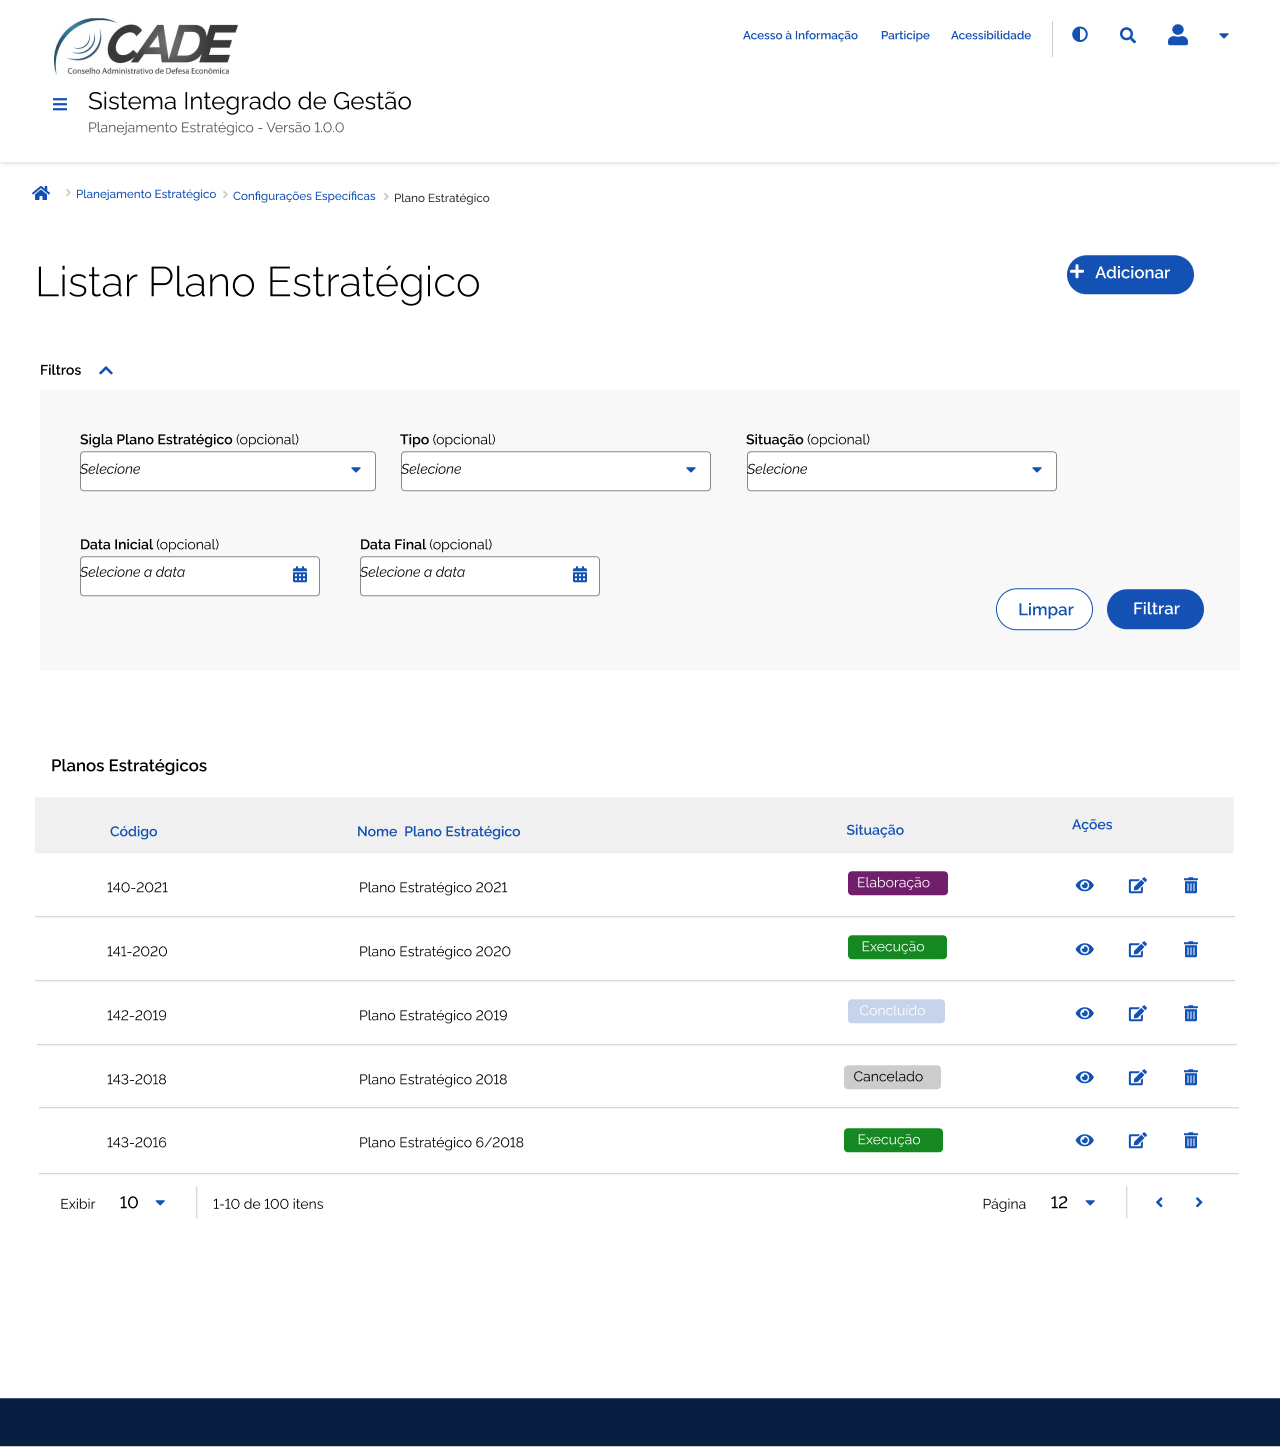 CADE
Conselho Administrativo de Defesa Econômica
Acesso à Informação Participe Acessibilidade
Sistema Integrado de Gestão
Planejamento Estratégico - Versão 1.0.0
Planejamento Estratégico Configurações Específicas Plano Estratégico
Listar Plano Estratégico
Adicionar
Filtros
Sigla Plano Estratégico (opcional) Tipo (opcional) Situação (opcional)
Selecione Selecione Selecione
Data Inicial (opcional) Data Final (opcional)
Selecione a data Selecione a data
Limpar Filtrar
Planos Estratégicos
Código Nome Plano Estratégico Situação Ações
140-2021 Plano Estratégico 2021 Elaboração
141-2020 Plano Estratégico 2020 Execução
142-2019 Plano Estratégico 2019 Concluído
143-2018 Plano Estratégico 2018 Cancelado
143-2016 Plano Estratégico 6/2018 Execução
Exibir 10 1-10 de 100 itens Página 12